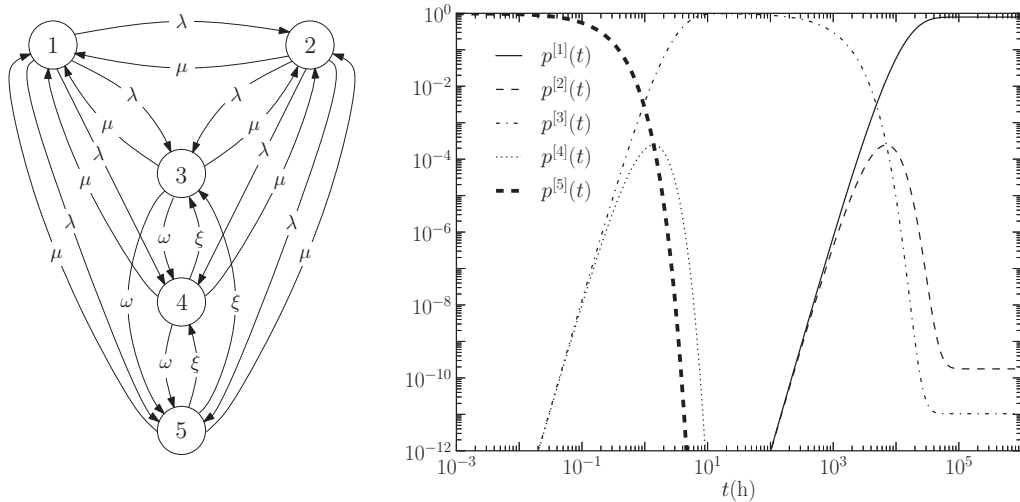 1
λ
2
μ
λ
λ
μ
μ
3
λ
μ
λ
μ
λ
μ
λ
μ
ω
ξ
ω
4
ξ
ω
ξ
5
10^0
10^{-2}
10^{-4}
10^{-6}
10^{-8}
10^{-10}
10^{-12}
p^{[1]}(t)
p^{[2]}(t)
p^{[3]}(t)
p^{[4]}(t)
p^{[5]}(t)
10^{-3}
10^{-1}
10^1
10^3
10^5
t(h)